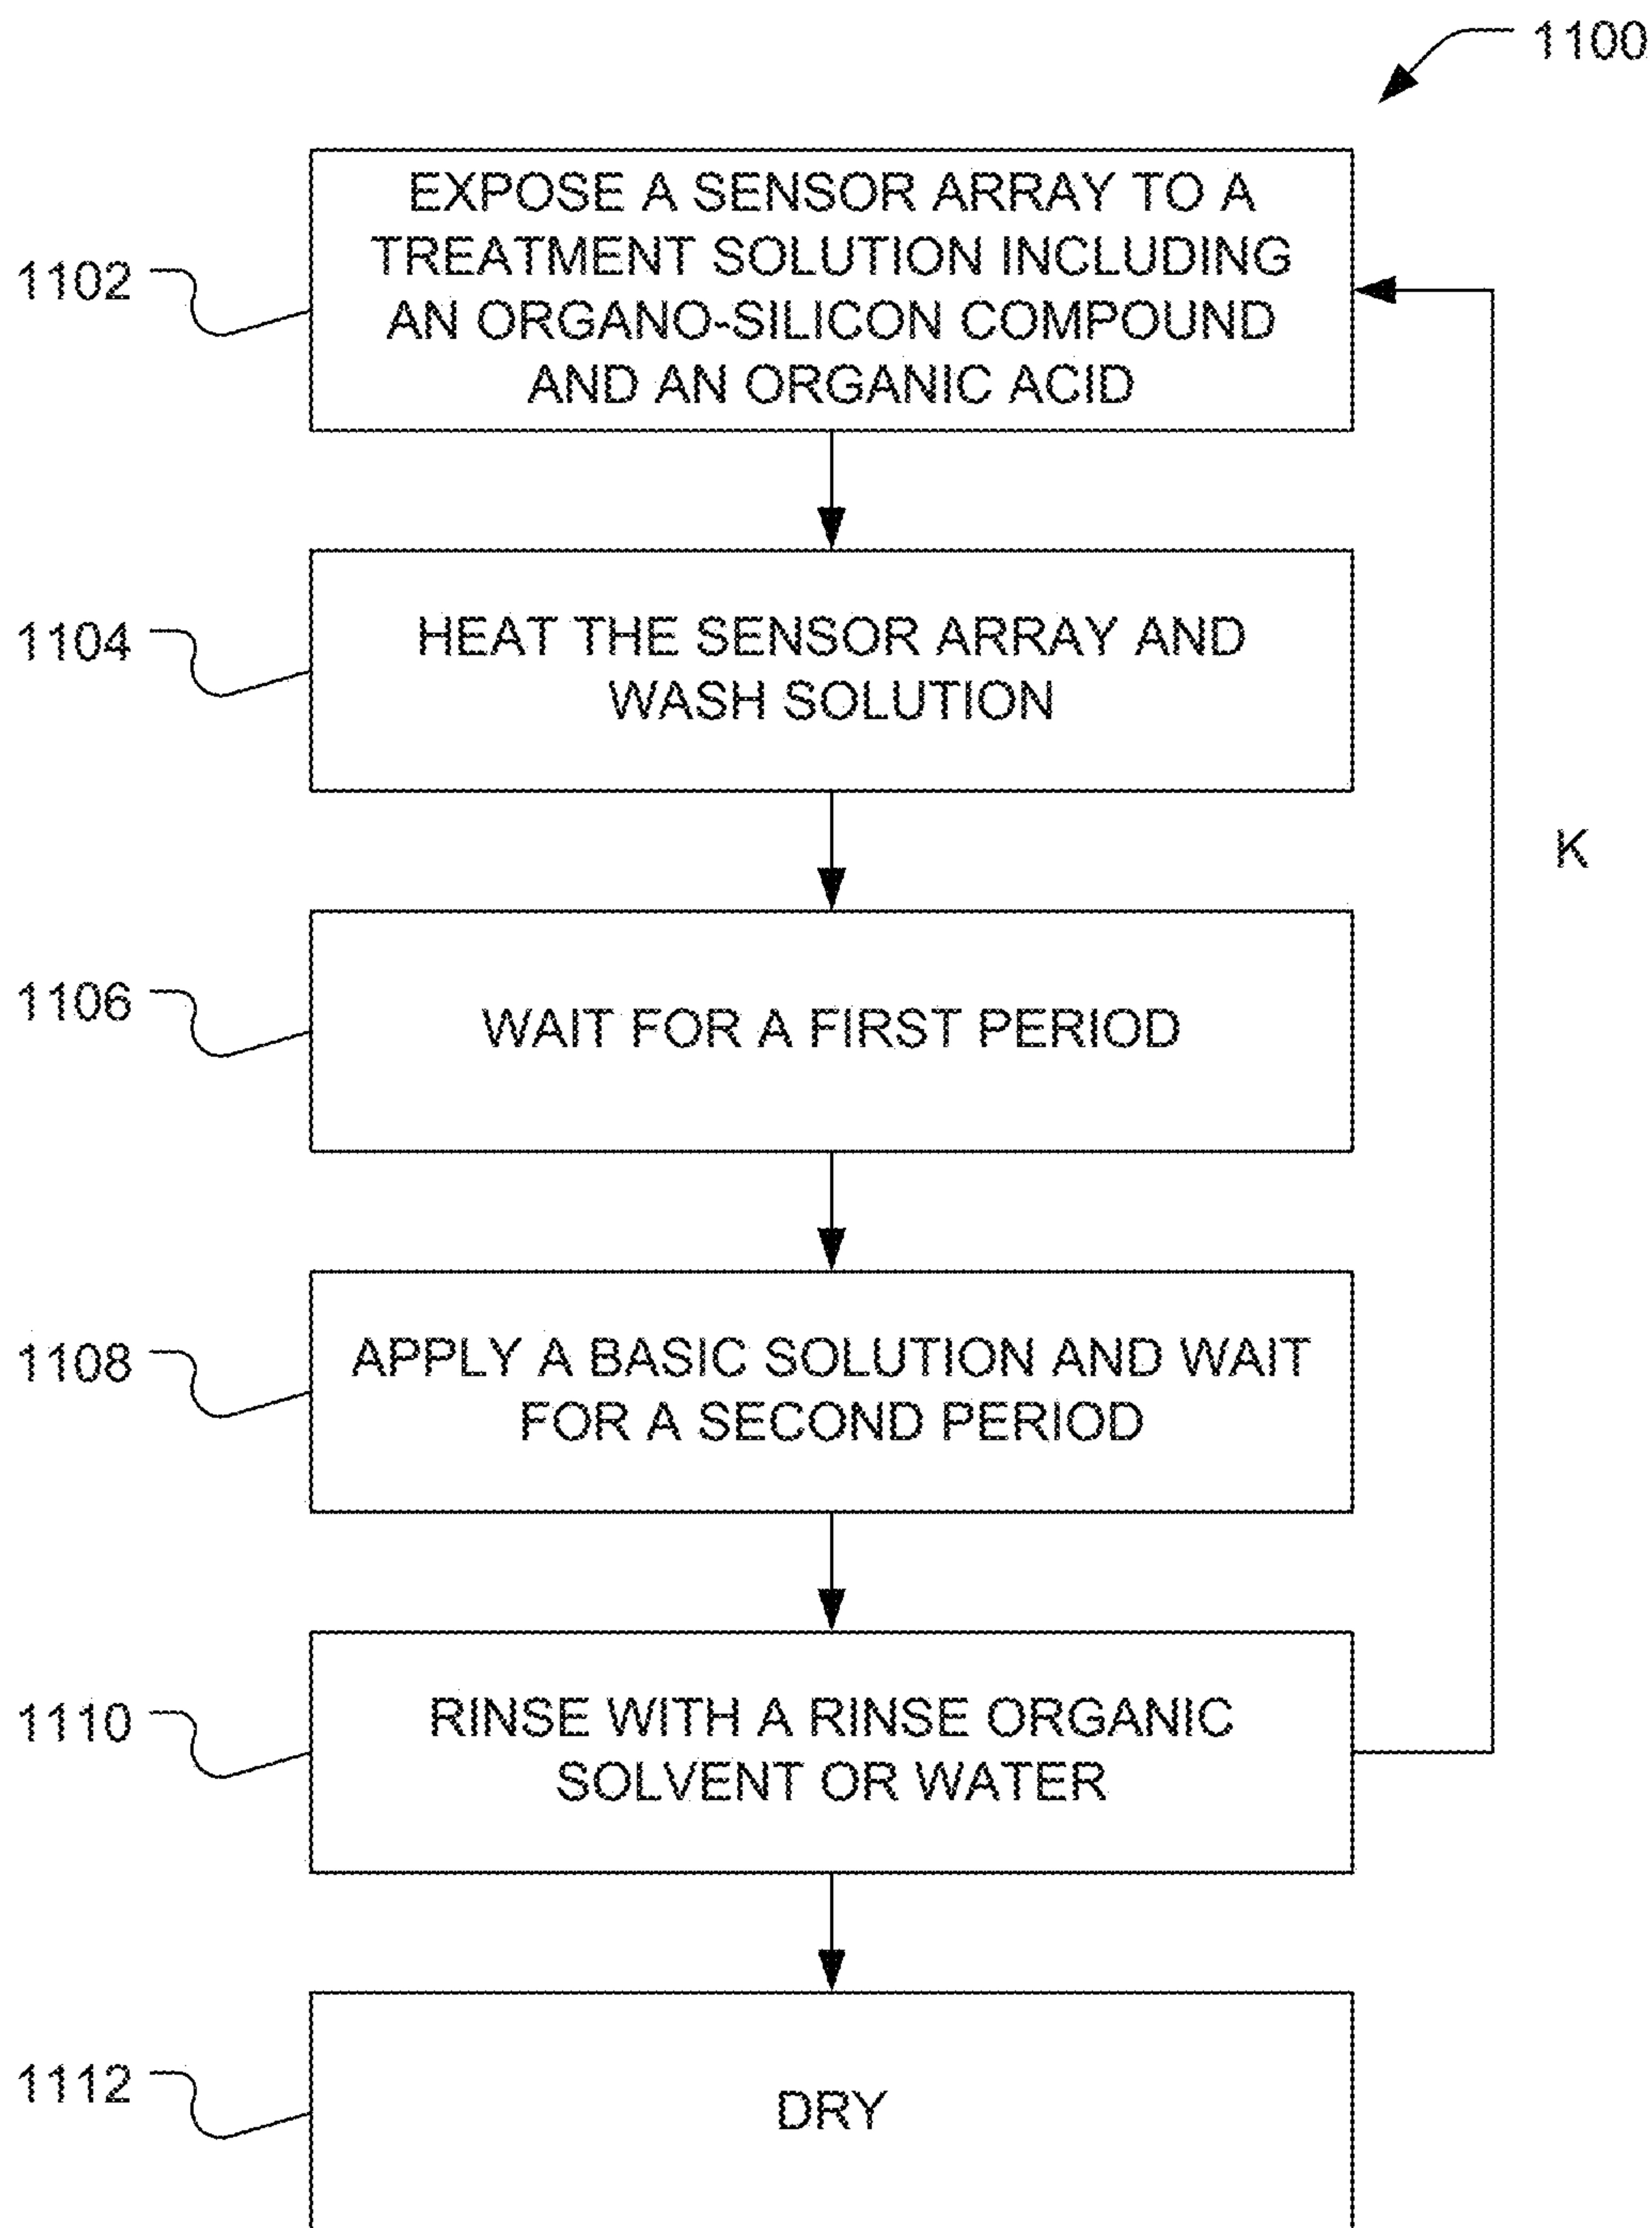 1100
EXPOSE A SENSOR ARRAY TO A
TREATMENT SOLUTION INCLUDING
1102
AN ORGANO-SILICON COMPOUND
AND AN ORGANIC ACID
1104
HEAT THE SENSOR ARRAY AND
WASH SOLUTION
K
1106
WAIT FOR A FIRST PERIOD
1108
APPLY A BASIC SOLUTION AND WAIT
FOR A SECOND PERIOD
1110
RINSE WITH A RINSE ORGANIC
SOLVENT OR WATER
1112
DRY